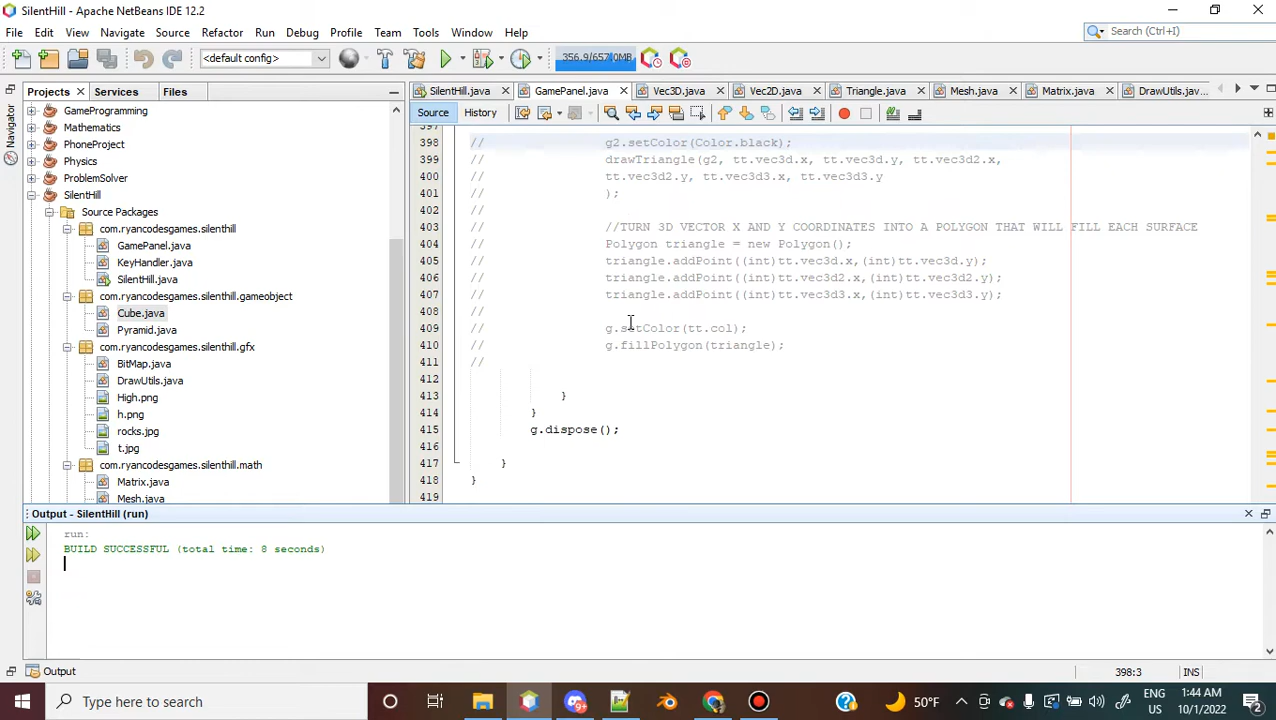 SilentHill - Apache NetBeans IDE 12.2
File Edit View Navigate Source Refactor Run Debug Profile Team Tools Window Help
Search (Ctrl+I)
<default config>
356.9/657.0MB
Projects Services Files
SilentHill.java GamePanel.java Vec3D.java Vec2D.java Triangle.java Mesh.java Matrix.java DrawUtils.jav...
Navigator
Source History
GameProgramming
Mathematics
PhoneProject
Physics
ProblemSolver
SilentHill
Source Packages
com.ryancodesgames.silenthill
GamePanel.java
KeyHandler.java
SilentHill.java
com.ryancodesgames.silenthill.gameobject
Cube.java
Pyramid.java
com.ryancodesgames.silenthill.gfx
BitMap.java
DrawUtils.java
High.png
h.png
rocks.jpg
t.jpg
com.ryancodesgames.silenthill.math
Matrix.java
Mesh.java
397
398 // g2.setColor(Color.black);
399 // drawTriangle(g2, tt.vec3d.x, tt.vec3d.y, tt.vec3d2.x,
400 // tt.vec3d2.y, tt.vec3d3.x, tt.vec3d3.y
401 // );
402 //
403 // //TURN 3D VECTOR X AND Y COORDINATES INTO A POLYGON THAT WILL FILL EACH SURFACE
404 // Polygon triangle = new Polygon();
405 // triangle.addPoint((int)tt.vec3d.x,(int)tt.vec3d.y);
406 // triangle.addPoint((int)tt.vec3d2.x,(int)tt.vec3d2.y);
407 // triangle.addPoint((int)tt.vec3d3.x,(int)tt.vec3d3.y);
408 //
409 // g.setColor(tt.col);
410 // g.fillPolygon(triangle);
411 //
412
413 }
414 }
415 g.dispose();
416
417 }
418 }
419
Output - SilentHill (run)
run:
BUILD SUCCESSFUL (total time: 8 seconds)
Output
398:3 INS
Type here to search
9+
50°F
ENG
US
1:44 AM
10/1/2022
2